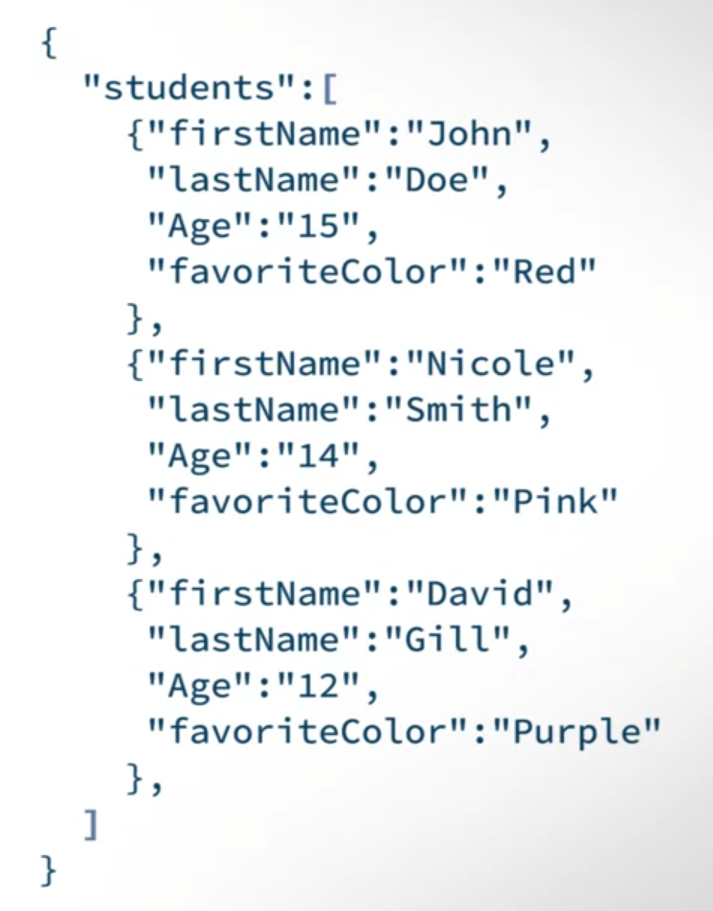 {
"students":[
{"firstName":"John",
"lastName":"Doe",
"Age":"15",
"favoriteColor":"Red"
},
{"firstName":"Nicole",
"lastName":"Smith",
"Age":"14",
"favoriteColor":"Pink"
},
{"firstName":"David",
"lastName":"Gill",
"Age":"12",
"favoriteColor":"Purple"
},
]
}